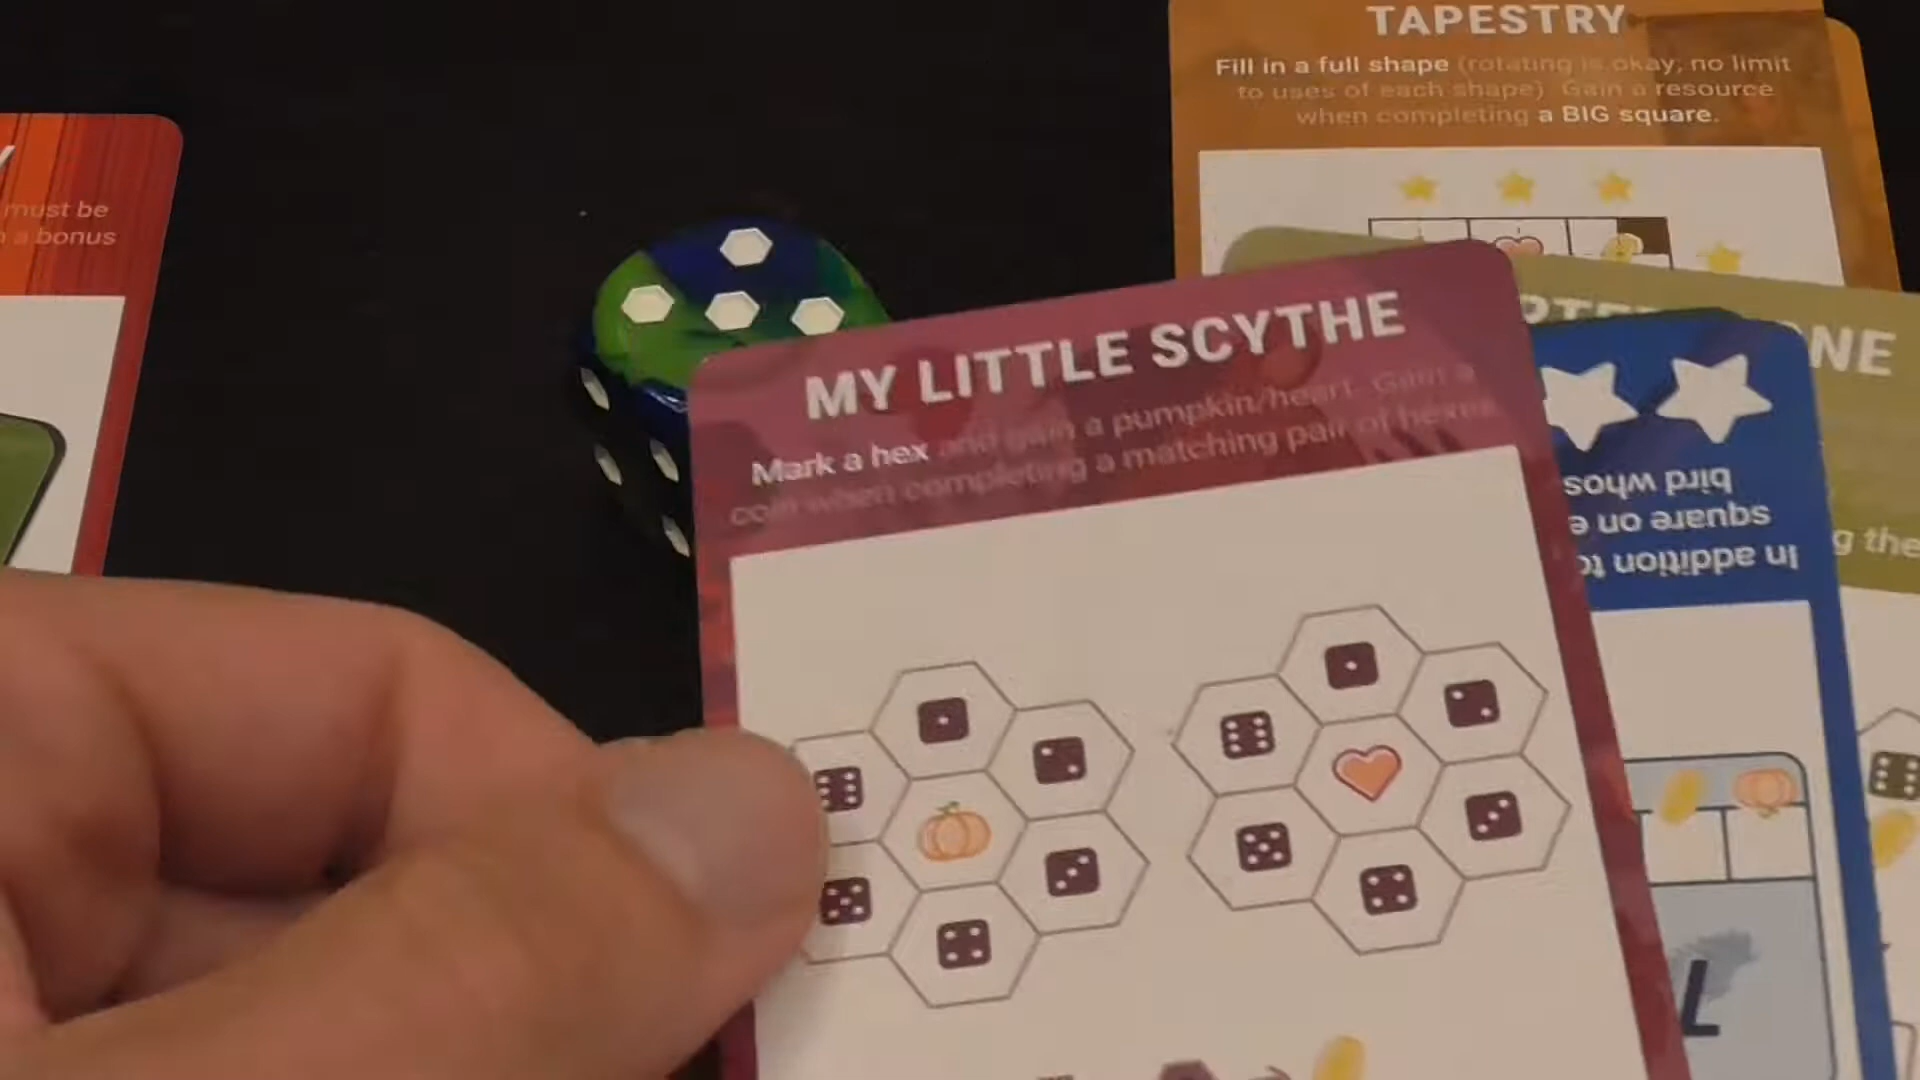 TAPESTRY
Fill in a full shape (rotating is okay; no limit
to uses of each shape). Gain a resource
when completing a BIG square.
must be
a bonus
MY LITTLE SCYTHE
Mark a hex and gain a pumpkin/heart. Gain a
coin when completing a matching pair of hexes.
NE
g the
In addition to
square on e
bird whos
L